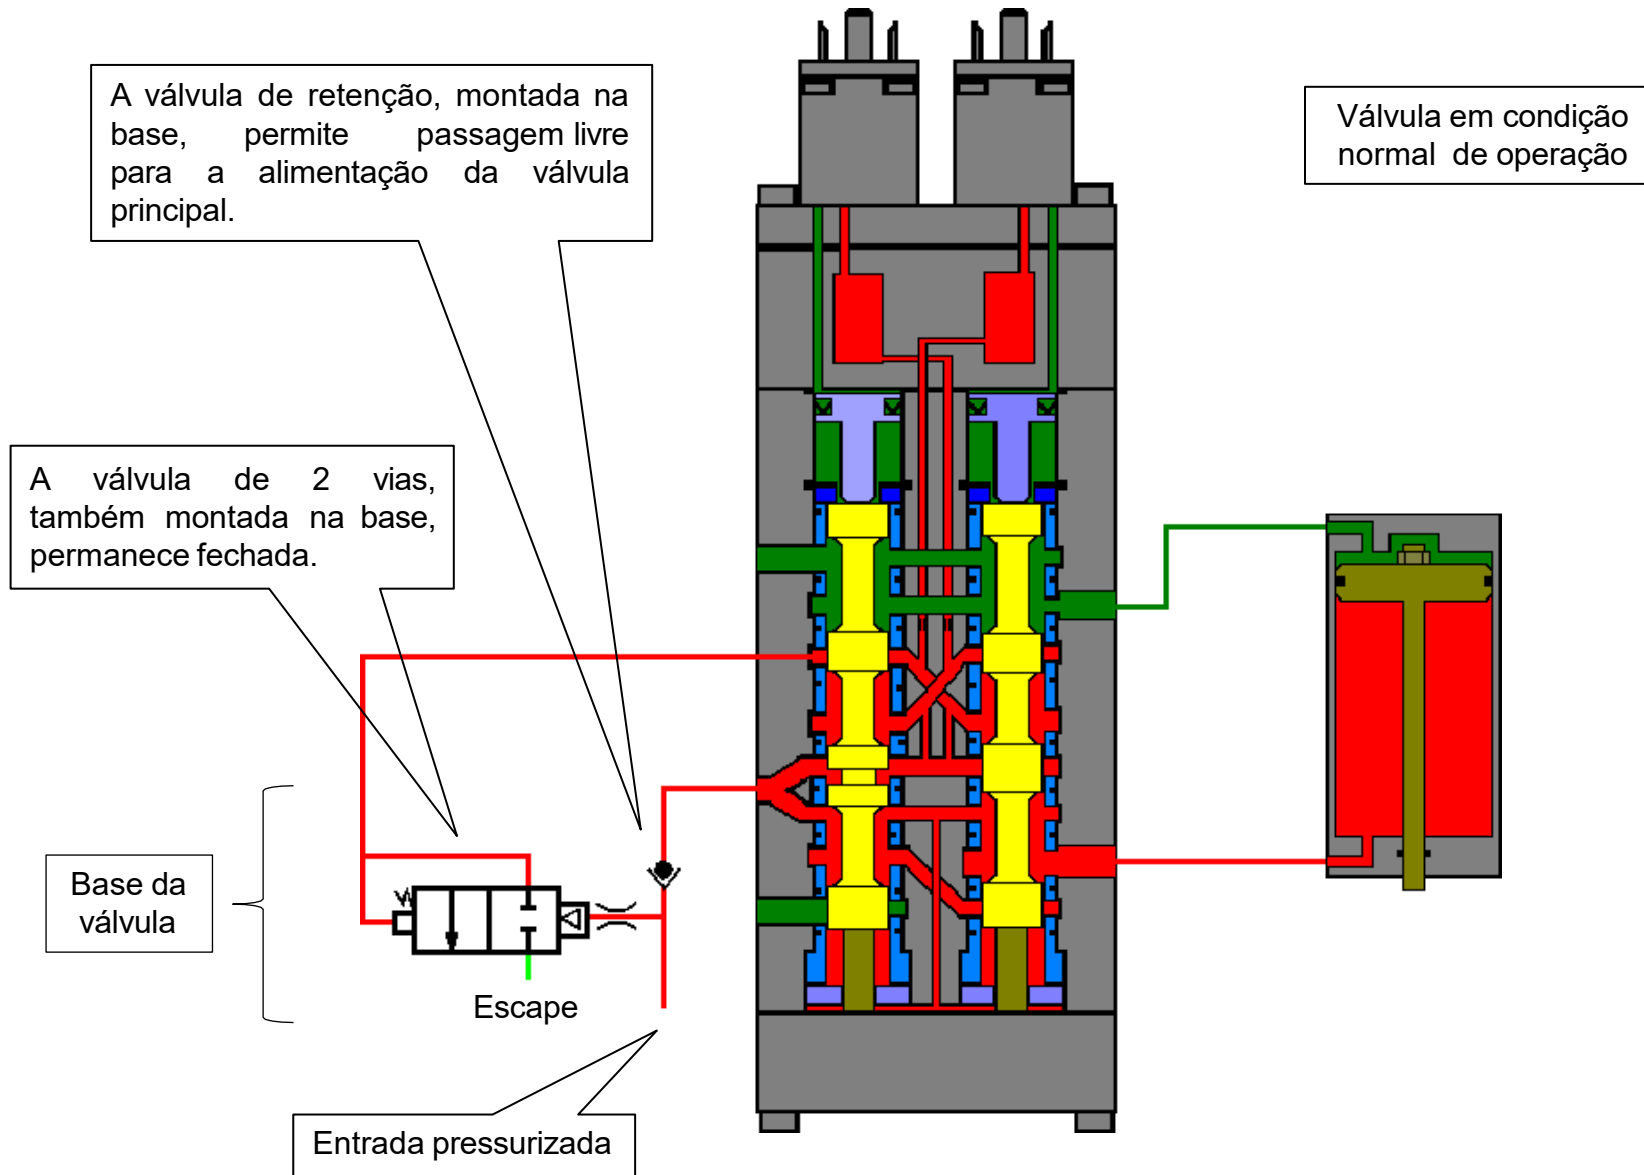 A válvula de retenção, montada na
base, permite passagem livre
para a alimentação da válvula
principal.
Válvula em condição
normal de operação
A válvula de 2 vias,
também montada na base,
permanece fechada.
Base da
válvula
Escape
Entrada pressurizada